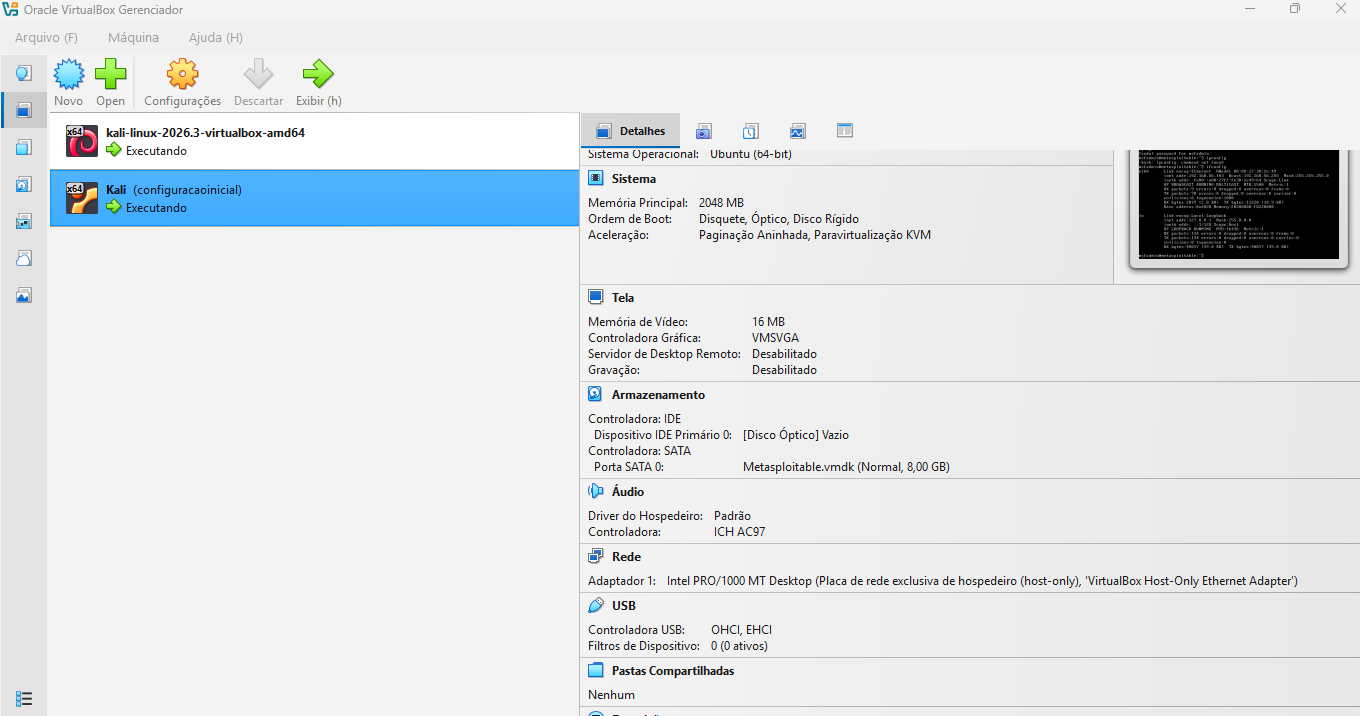 Oracle VirtualBox Gerenciador
Arquivo (F) Máquina Ajuda (H)
Novo Open Configurações Descartar Exibir (h)
x64 kali-linux-2026.3-virtualbox-amd64
Executando
x64 Kali (configuracaoinicial)
Executando
Detalhes
Sistema Operacional: Ubuntu (64-bit)
Sistema
Memória Principal: 2048 MB
Ordem de Boot: Disquete, Óptico, Disco Rígido
Aceleração: Paginação Aninhada, Paravirtualização KVM
Tela
Memória de Vídeo: 16 MB
Controladora Gráfica: VMSVGA
Servidor de Desktop Remoto: Desabilitado
Gravação: Desabilitado
Armazenamento
Controladora: IDE
Dispositivo IDE Primário 0: [Disco Óptico] Vazio
Controladora: SATA
Porta SATA 0: Metasploitable.vmdk (Normal, 8,00 GB)
Áudio
Driver do Hospedeiro: Padrão
Controladora: ICH AC97
Rede
Adaptador 1: Intel PRO/1000 MT Desktop (Placa de rede exclusiva de hospedeiro (host-only), 'VirtualBox Host-Only Ethernet Adapter')
USB
Controladora USB: OHCI, EHCI
Filtros de Dispositivo: 0 (0 ativos)
Pastas Compartilhadas
Nenhum